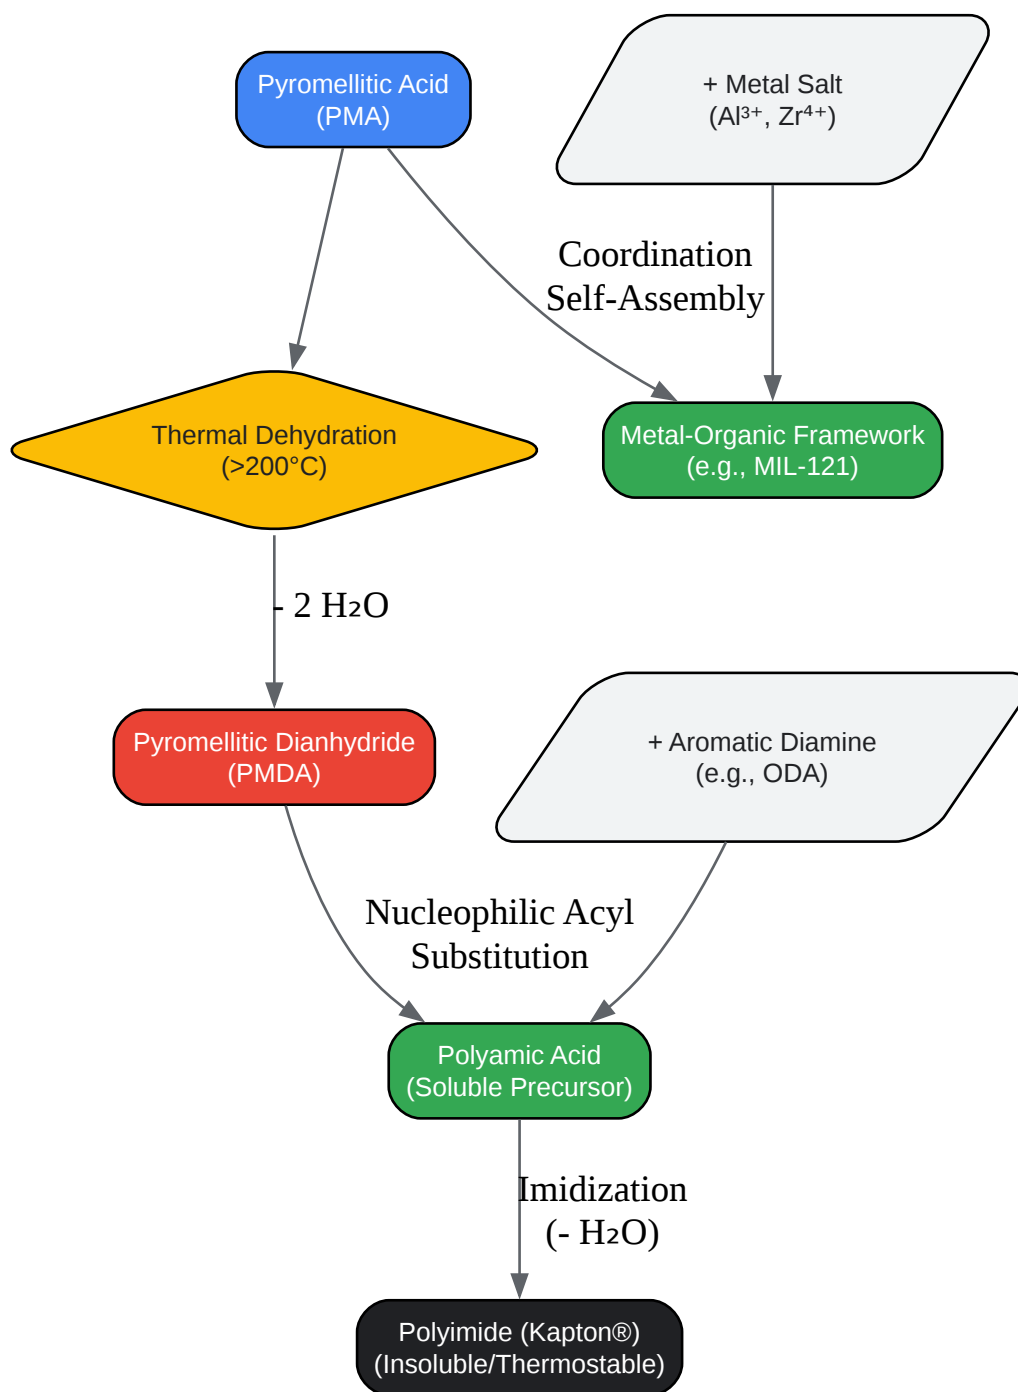 Pyromellitic Acid
(PMA)
+ Metal Salt
(Al³⁺, Zr⁴⁺)
Coordination
Self-Assembly
Thermal Dehydration
(>200°C)
Metal-Organic Framework
(e.g., MIL-121)
- 2 H₂O
Pyromellitic Dianhydride
(PMDA)
+ Aromatic Diamine
(e.g., ODA)
Nucleophilic Acyl
Substitution
Polyamic Acid
(Soluble Precursor)
Imidization
(- H₂O)
Polyimide (Kapton®)
(Insoluble/Thermostable)